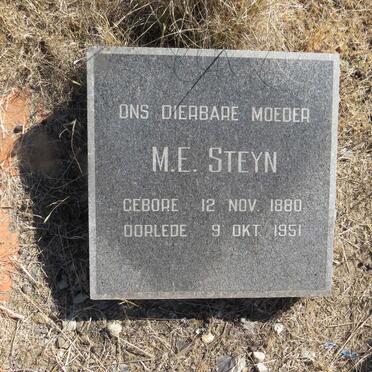 ONS DIERBARE MOEDER
M.E. STEYN
GEBORE 12 NOV. 1880
OORLEDE 9 OKT. 1951